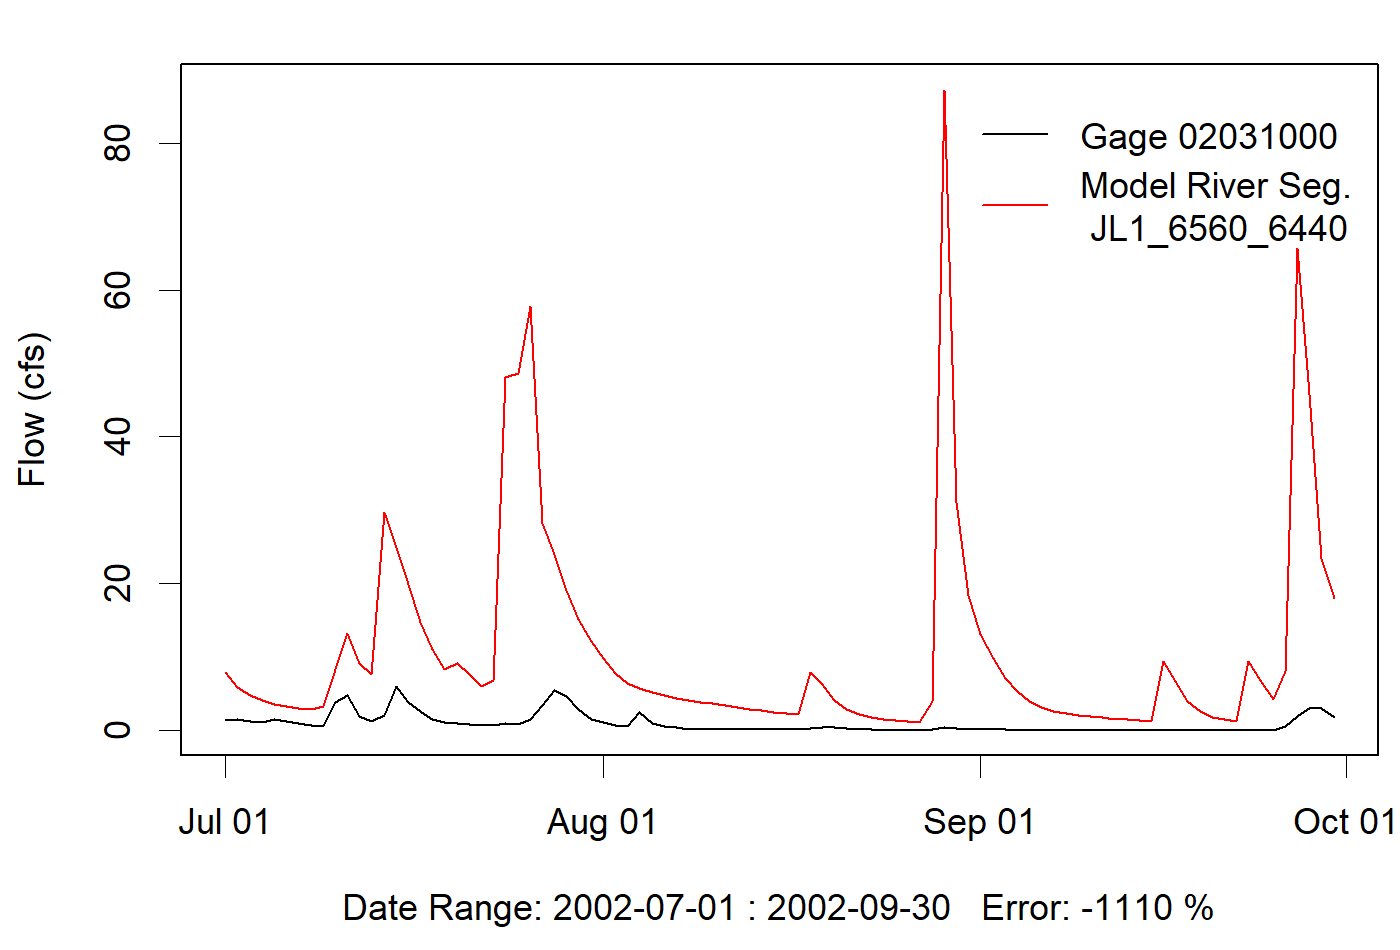 Gage 02031000
Model River Seg.
JL1_6560_6440
Flow (cfs)
80
60
40
20
0
Jul 01
Aug 01
Sep 01
Oct 01
Date Range: 2002-07-01 : 2002-09-30 Error: -1110 %